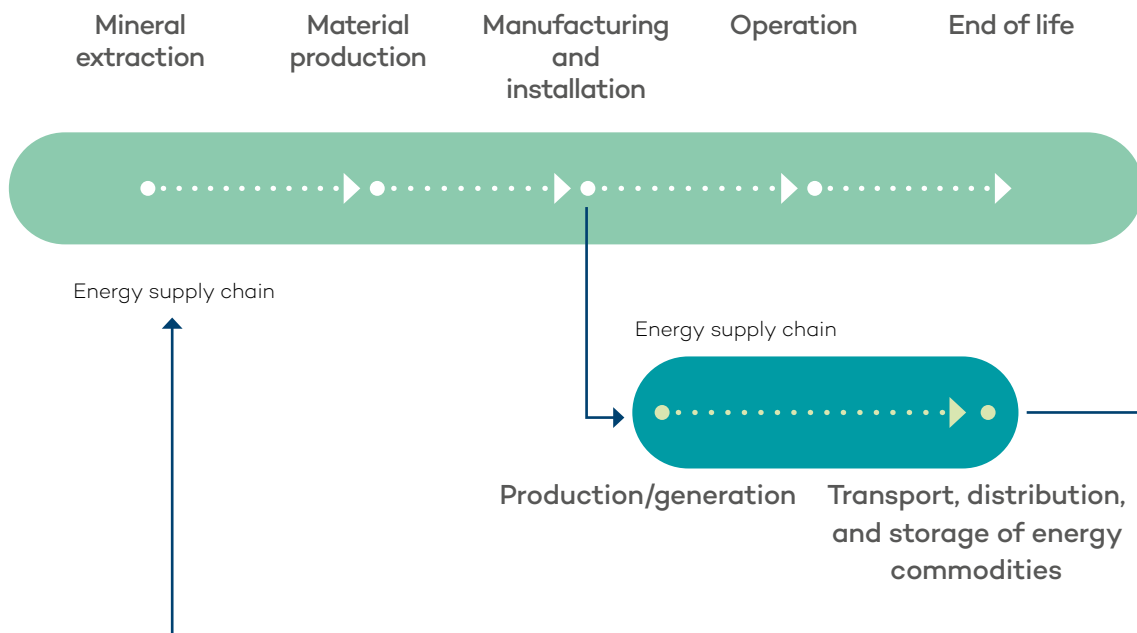 Mineral
extraction
Material
production
Manufacturing
and
installation
Operation
End of life
Energy supply chain
Energy supply chain
Production/generation
Transport, distribution,
and storage of energy
commodities